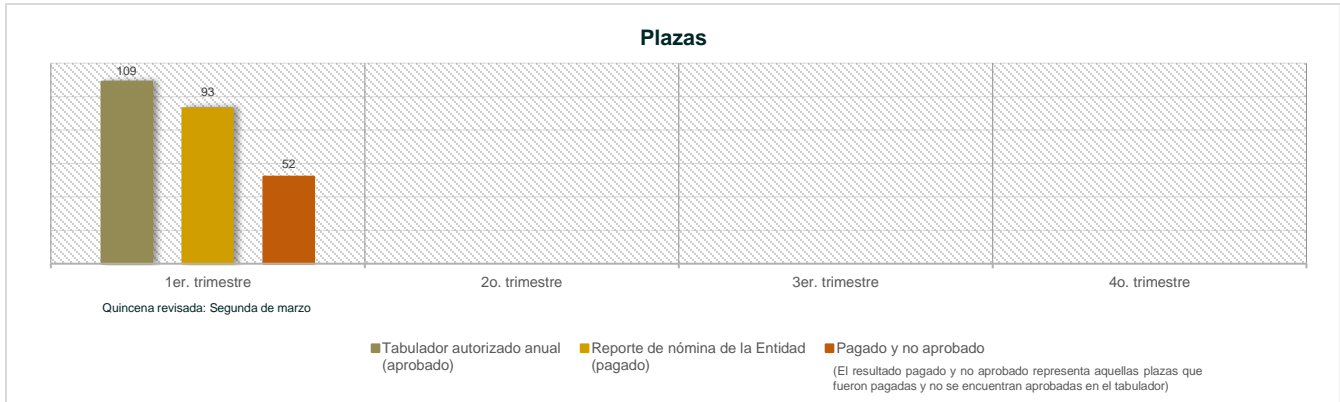 Plazas
109
93
52
1er. trimestre
2o. trimestre
3er. trimestre
4o. trimestre
Quincena revisada: Segunda de marzo
Tabulador autorizado anual
(aprobado)
Reporte de nómina de la Entidad
(pagado)
Pagado y no aprobado
(El resultado pagado y no aprobado representa aquellas plazas que
fueron pagadas y no se encuentran aprobadas en el tabulador)